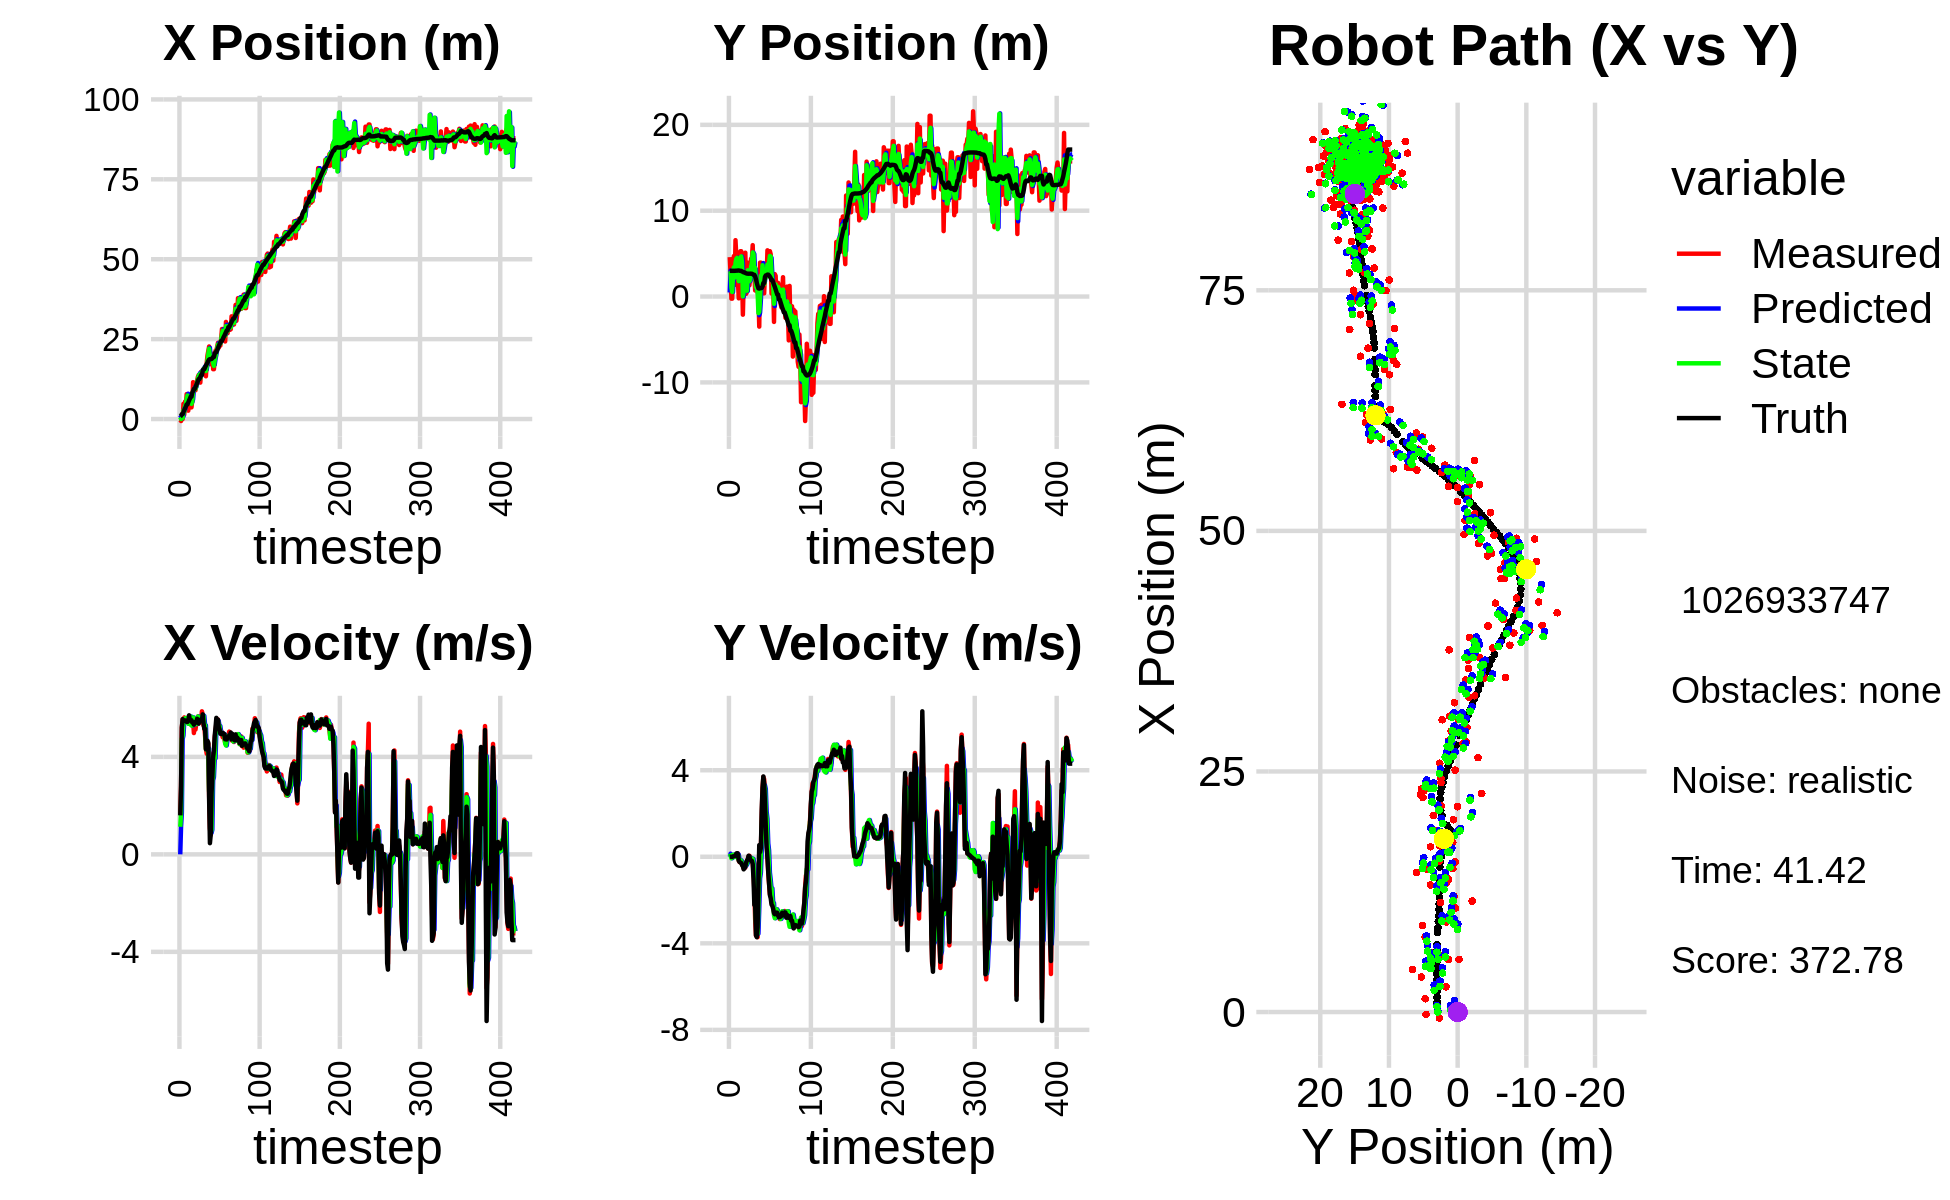 X Position (m)
100
75
50
25
0
0
100
200
300
400
timestep
Y Position (m)
20
10
0
-10
0
100
200
300
400
timestep
X Velocity (m/s)
4
0
-4
0
100
200
300
400
timestep
Y Velocity (m/s)
4
0
-4
-8
0
100
200
300
400
timestep
Robot Path (X vs Y)
X Position (m)
75
50
25
0
20 10 0 -10 -20
Y Position (m)
variable
Measured
Predicted
State
Truth
1026933747
Obstacles: none
Noise: realistic
Time: 41.42
Score: 372.78